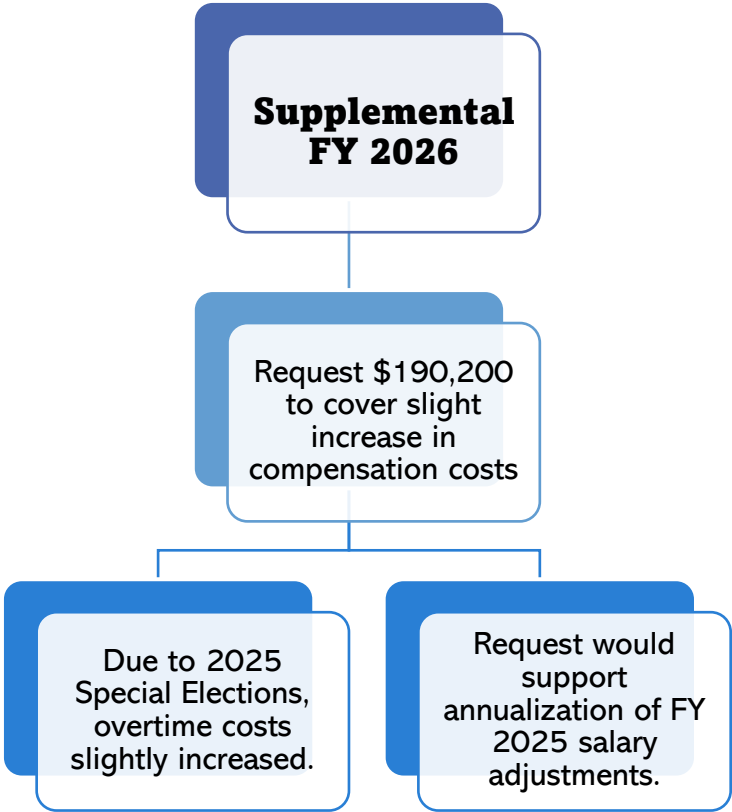 Supplemental
FY 2026
Request $190,200
to cover slight
increase in
compensation costs
Due to 2025
Special Elections,
overtime costs
slightly increased.
Request would
support
annualization of FY
2025 salary
adjustments.